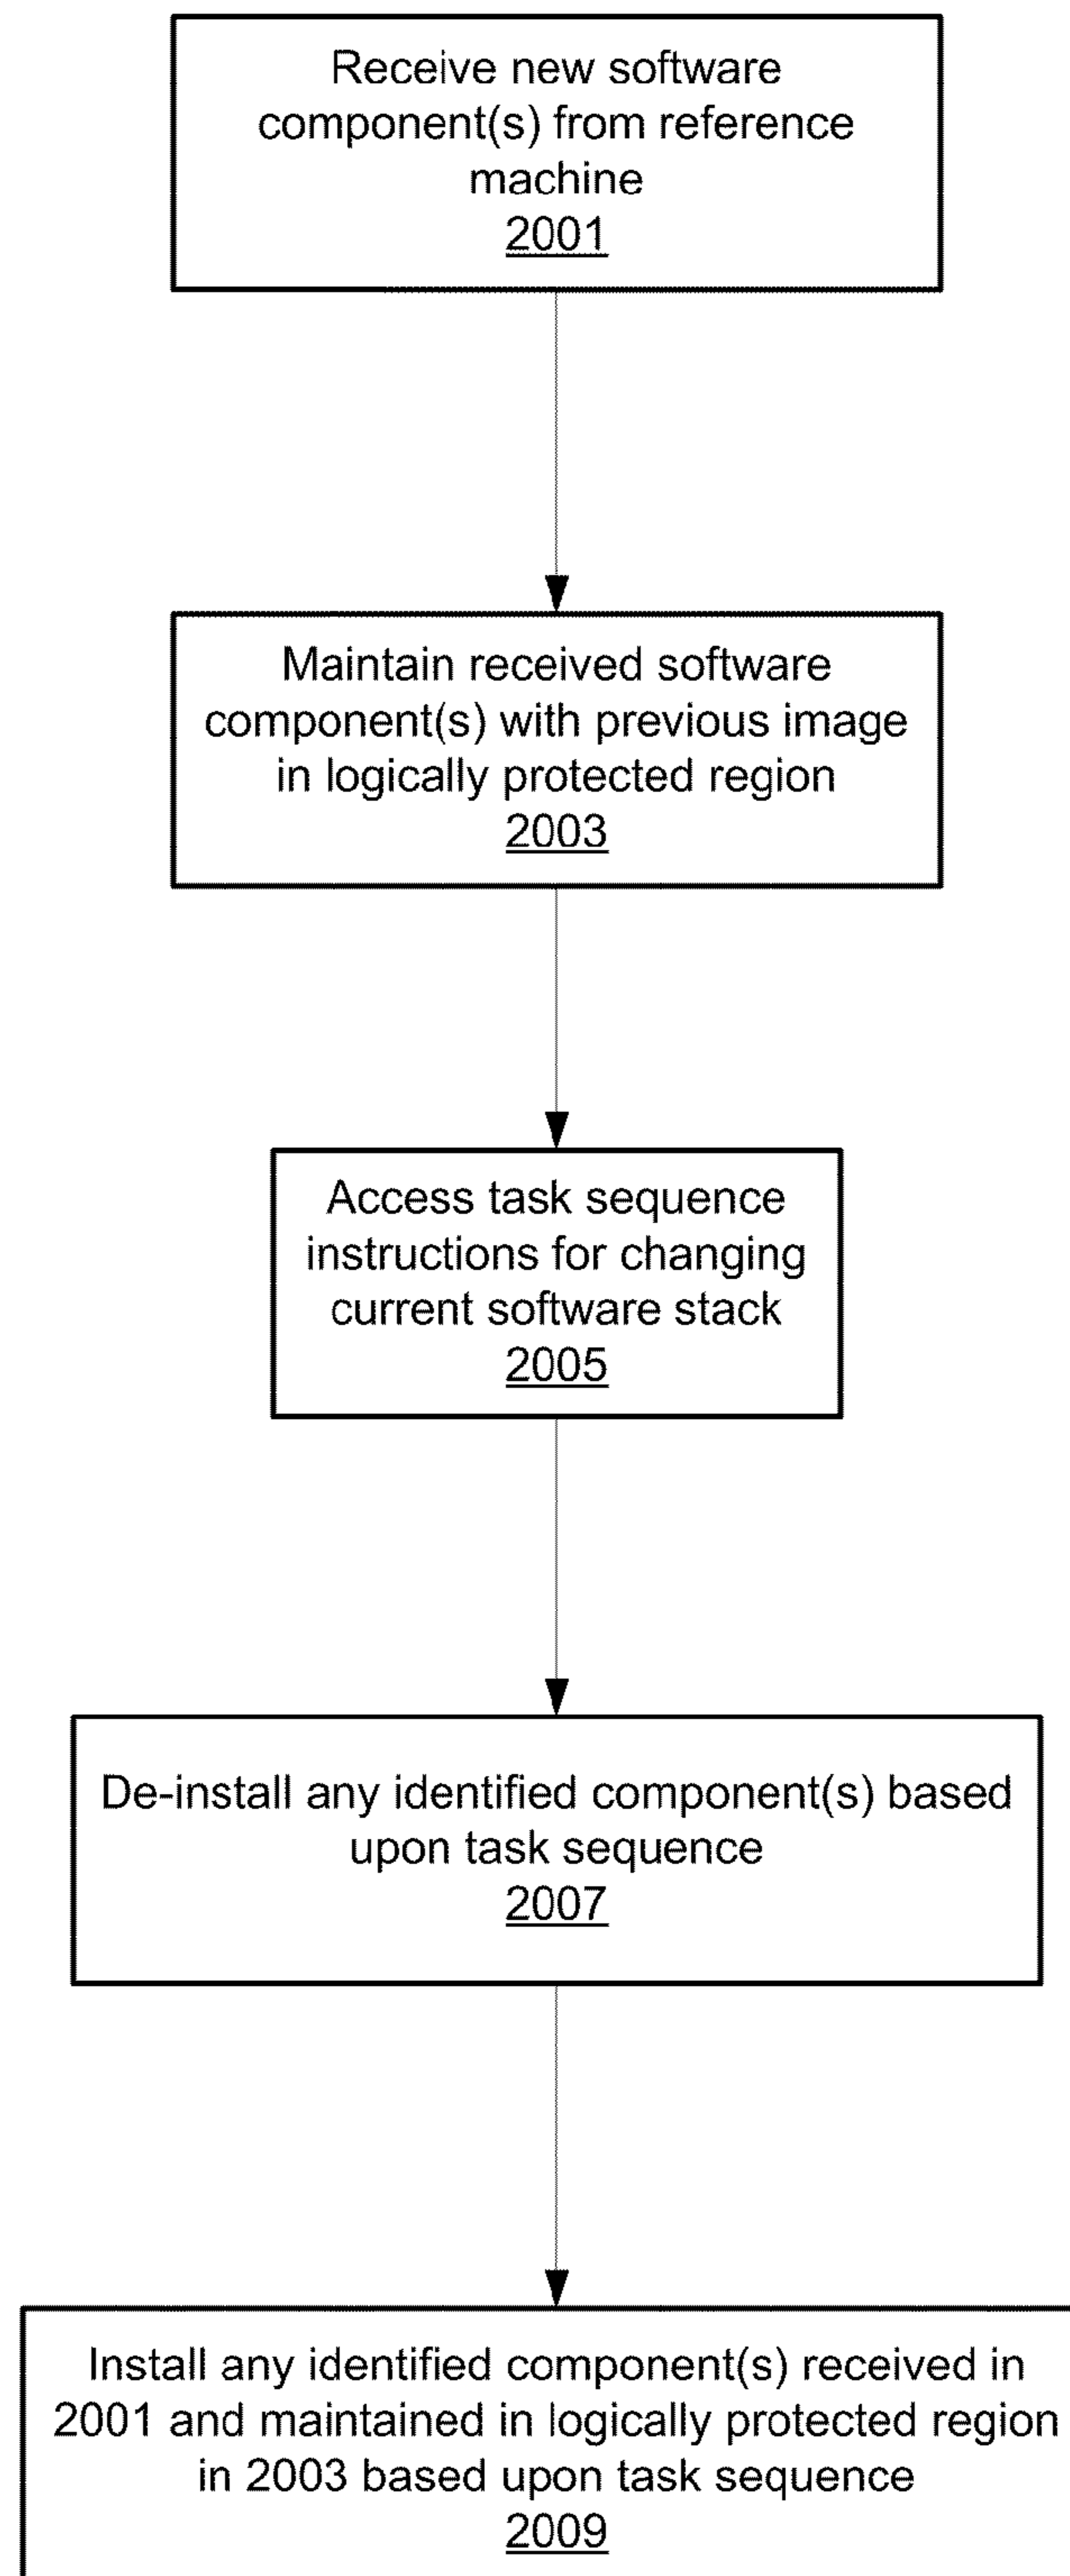 Receive new software
component(s) from reference
machine
2001
Maintain received software
component(s) with previous image
in logically protected region
2003
Access task sequence
instructions for changing
current software stack
2005
De-install any identified component(s) based
upon task sequence
2007
Install any identified component(s) received in
2001 and maintained in logically protected region
in 2003 based upon task sequence
2009